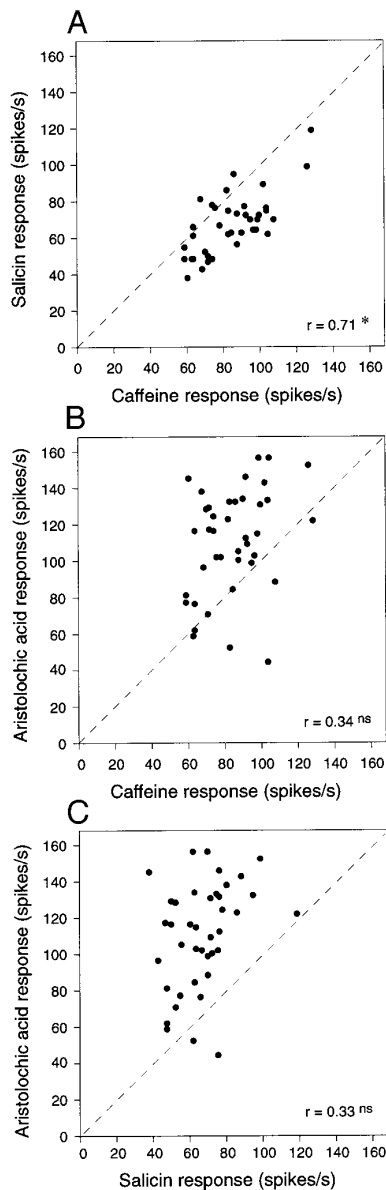 A
Salicin response (spikes/s)
160
140
120
100
80
60
40
20
0
r = 0.71 *
0 20 40 60 80 100 120 140 160
Caffeine response (spikes/s)
B
Aristolochic acid response (spikes/s)
160
140
120
100
80
60
40
20
0
r = 0.34 ns
0 20 40 60 80 100 120 140 160
Caffeine response (spikes/s)
C
Aristolochic acid response (spikes/s)
160
140
120
100
80
60
40
20
0
r = 0.33 ns
0 20 40 60 80 100 120 140 160
Salicin response (spikes/s)